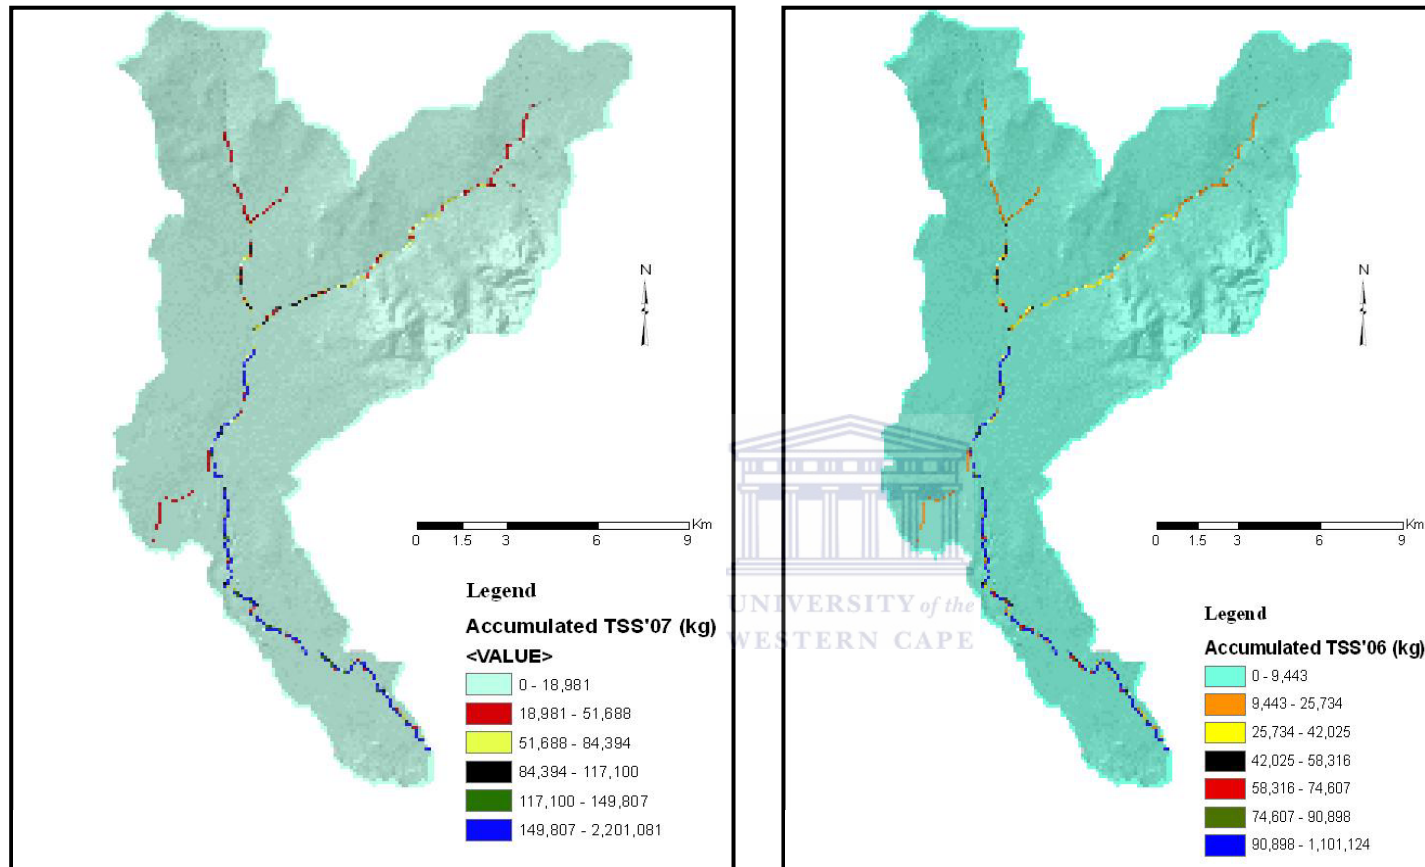 N
Km
0 1.5 3 6 9
Legend
Accumulated TSS'07 (kg)
<VALUE>
0 - 18,981
18,981 - 51,688
51,688 - 84,394
84,394 - 117,100
117,100 - 149,807
149,807 - 2,201,081
N
Km
0 1.5 3 6 9
Legend
Accumulated TSS'06 (kg)
0 - 9,443
9,443 - 25,734
25,734 - 42,025
42,025 - 58,316
58,316 - 74,607
74,607 - 90,898
90,898 - 1,101,124
UNIVERSITY of the
WESTERN CAPE